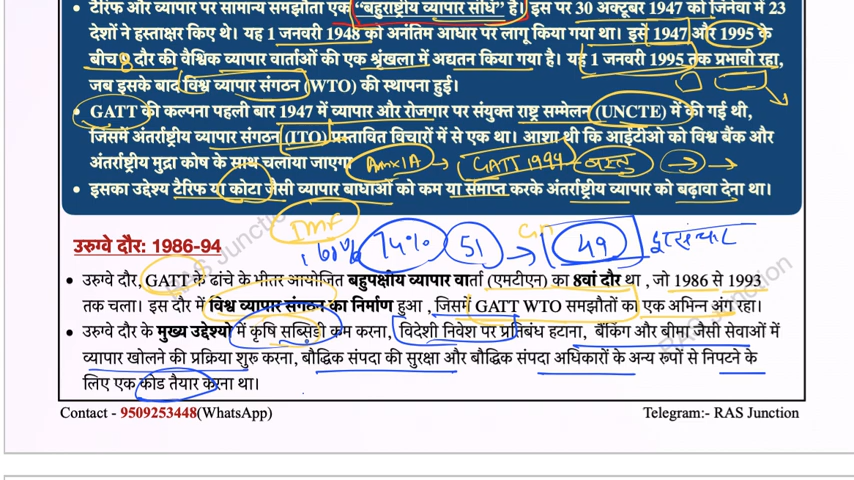 टैरिफ और व्यापार पर सामान्य समझौता एक "बहुराष्ट्रीय व्यापार संधि" है। इस पर 30 अक्टूबर 1947 को जिनेवा में 23
देशों ने हस्ताक्षर किए थे। यह 1 जनवरी 1948 को अनंतिम आधार पर लागू किया गया था। इसे 1947 और 1995 के
बीच 8 दौर की वैश्विक व्यापार वार्ताओं की एक श्रृंखला में अद्यतन किया गया है। यह 1 जनवरी 1995 तक प्रभावी रहा,
जब इसके बाद विश्व व्यापार संगठन (WTO) की स्थापना हुई।
• GATT की कल्पना पहली बार 1947 में व्यापार और रोजगार पर संयुक्त राष्ट्र सम्मेलन (UNCTE) में की गई थी,
जिसमें अंतर्राष्ट्रीय व्यापार संगठन (ITO) प्रस्तावित विचारों में से एक था। आशा थी कि आईटीओ को विश्व बैंक और
अंतर्राष्ट्रीय मुद्रा कोष के साथ चलाया जाएगा
Anx1A GATT 1994 वस्तु
• इसका उद्देश्य टैरिफ या कोटा जैसी व्यापार बाधाओं को कम या समाप्त करके अंतर्राष्ट्रीय व्यापार को बढ़ावा देना था।
IMF
उरुग्वे दौर: 1986-94
74% 51 49
• उरुग्वे दौर, GATT के ढांचे के भीतर आयोजित बहुपक्षीय व्यापार वार्ता (एमटीएन) का 8वां दौर था , जो 1986 से 1993
तक चला। इस दौर में विश्व व्यापार संगठन का निर्माण हुआ , जिसमें GATT WTO समझौतों का एक अभिन्न अंग रहा।
• उरुग्वे दौर के मुख्य उद्देश्यो में कृषि सब्सिडी कम करना, विदेशी निवेश पर प्रतिबंध हटाना, बैंकिंग और बीमा जैसी सेवाओं में
व्यापार खोलने की प्रक्रिया शुरू करना, बौद्धिक संपदा की सुरक्षा और बौद्धिक संपदा अधिकारों के अन्य रूपों से निपटने के
लिए एक कीड तैयार करना था।
Contact - 9509253448(WhatsApp)
Telegram:- RAS Junction
RAS Junction
RAS Junction